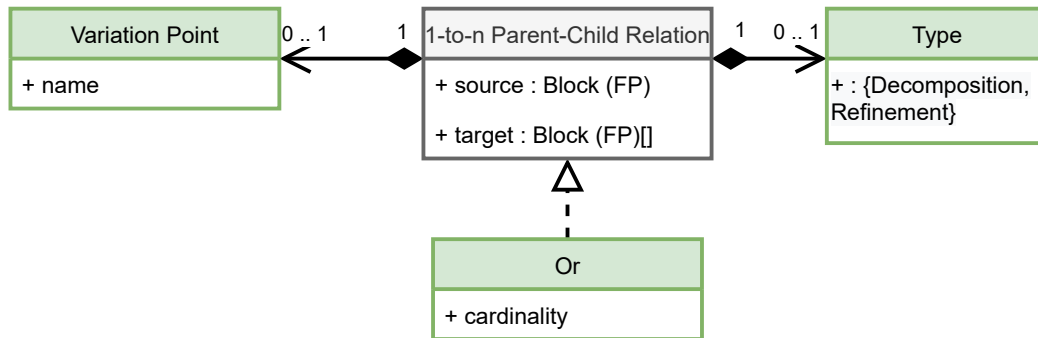 Variation Point
+ name
0 .. 1
1
1-to-n Parent-Child Relation
+ source : Block (FP)
+ target : Block (FP)[]
1
0 .. 1
Type
+ : {Decomposition,
Refinement}
Or
+ cardinality